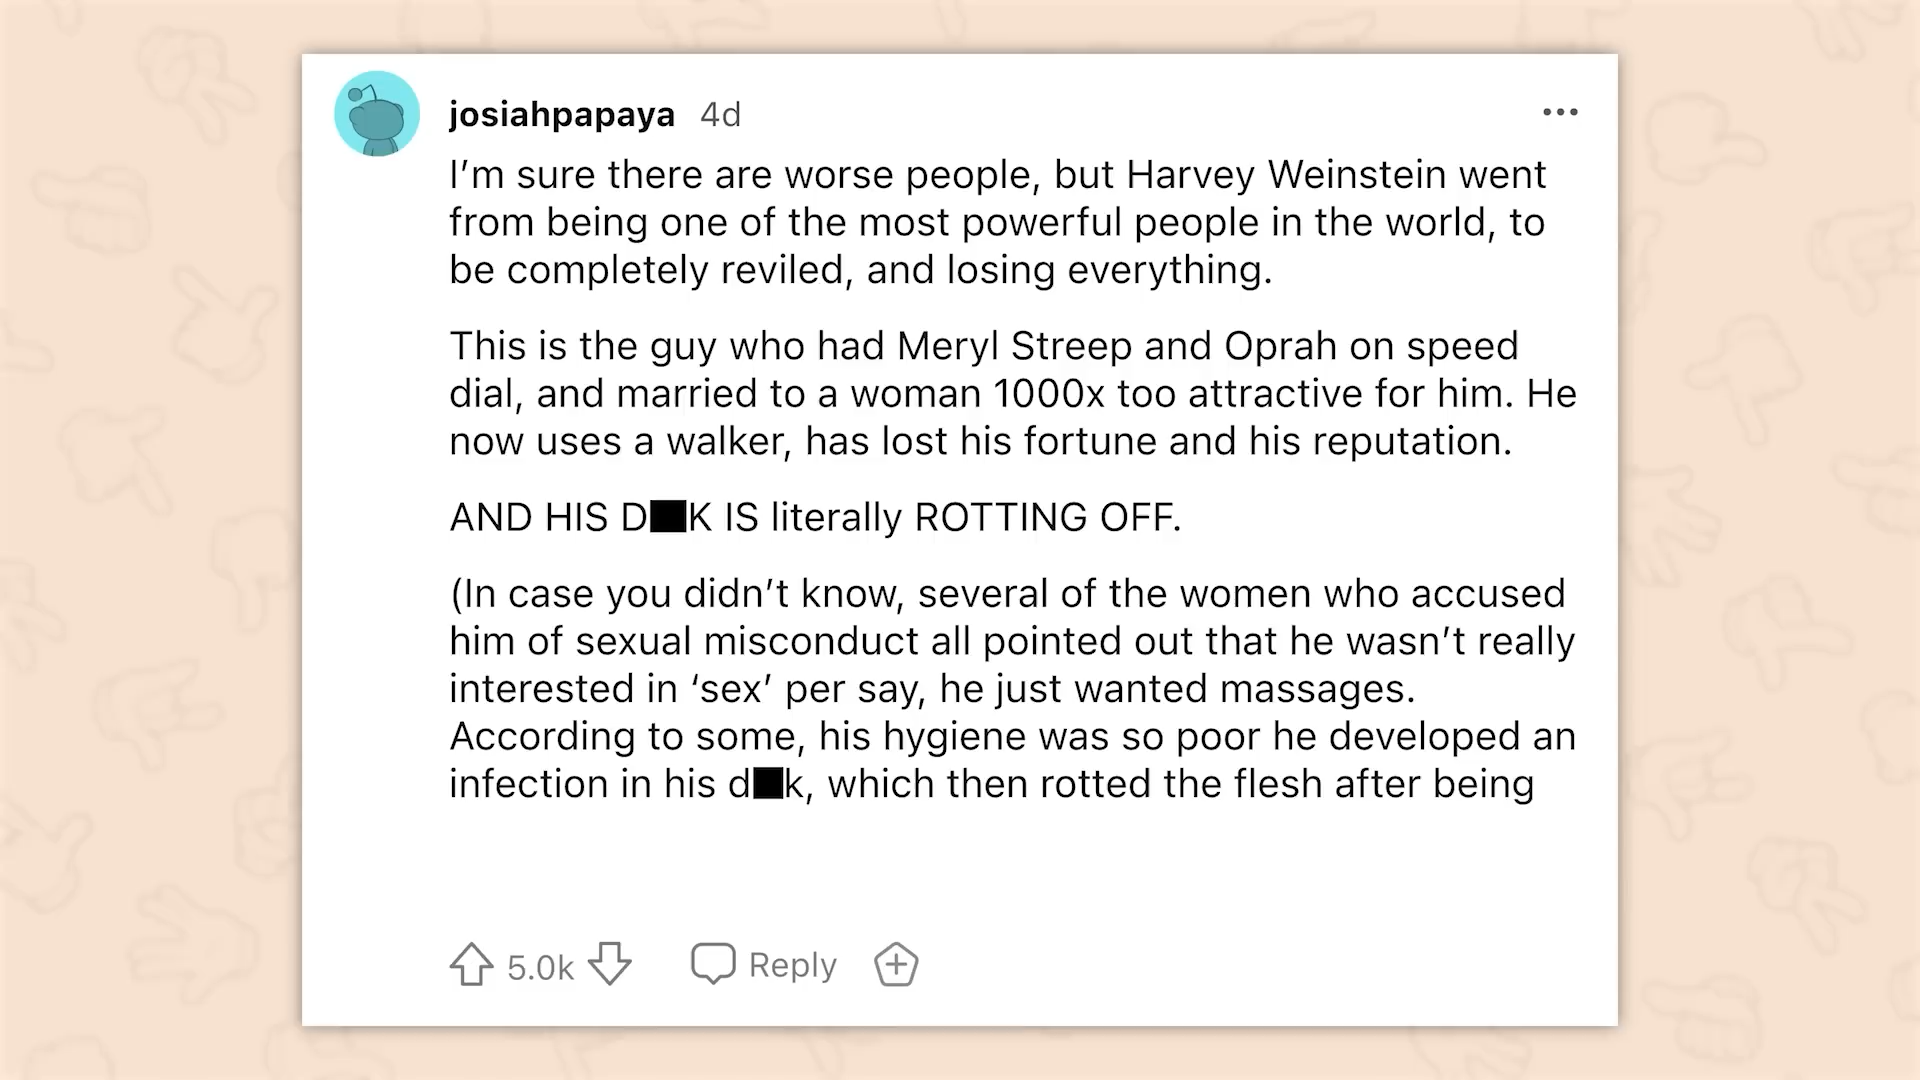 josiahpapaya 4d
I’m sure there are worse people, but Harvey Weinstein went
from being one of the most powerful people in the world, to
be completely reviled, and losing everything.
This is the guy who had Meryl Streep and Oprah on speed
dial, and married to a woman 1000x too attractive for him. He
now uses a walker, has lost his fortune and his reputation.
AND HIS D■K IS literally ROTTING OFF.
(In case you didn’t know, several of the women who accused
him of sexual misconduct all pointed out that he wasn’t really
interested in ‘sex’ per say, he just wanted massages.
According to some, his hygiene was so poor he developed an
infection in his d■k, which then rotted the flesh after being
5.0k Reply